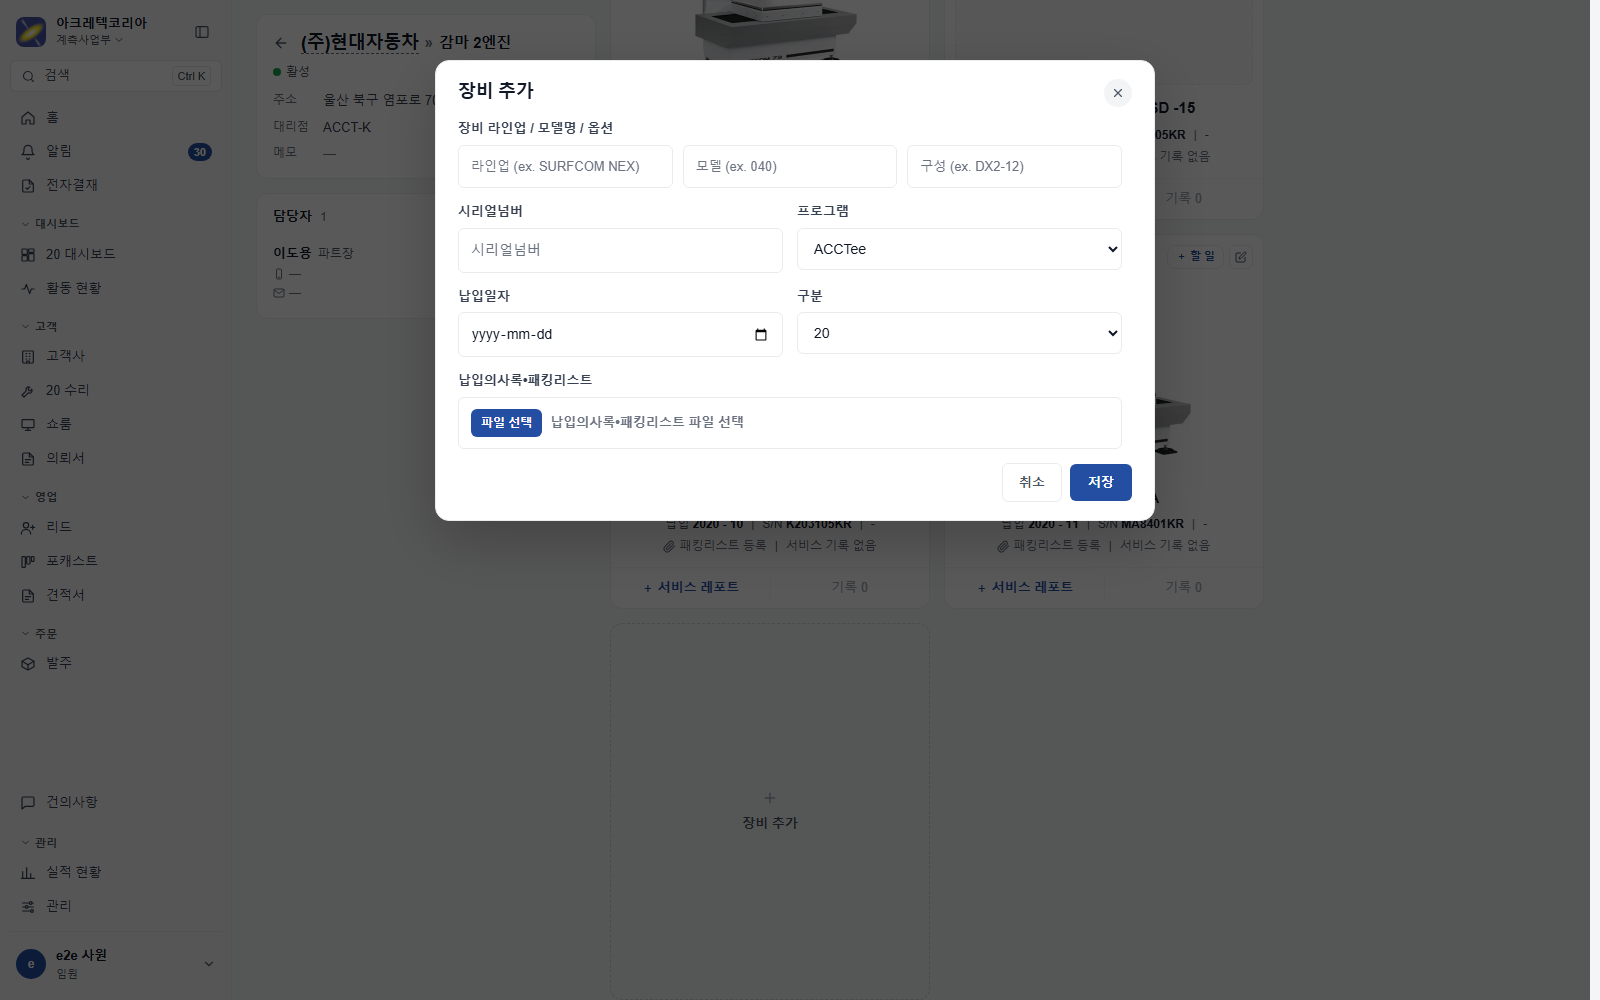 아크레텍코리아
계측사업부
검색 Ctrl K
홈
알림 30
전자결재
대시보드
20 대시보드
활동 현황
고객
고객사
20 수리
쇼룸
의뢰서
영업
리드
포캐스트
견적서
주문
발주
건의사항
관리
실적 현황
관리
e e2e 사원
임원
(주)현대자동차 » 감마 2엔진
활성
주소 울산 북구 염포로
대리점 ACCT-K
메모 —
담당자 1
이도용 파트장
—
—
장비 추가
장비 라인업 / 모델명 / 옵션
라인업 (ex. SURFCOM NEX) 모델 (ex. 040) 구성 (ex. DX2-12)
시리얼넘버 프로그램
시리얼넘버 ACCTee
납입일자 구분
yyyy-mm-dd 20
납입의사록•패킹리스트
파일 선택 납입의사록•패킹리스트 파일 선택
취소 저장
SD -15
05KR | -
기록 없음
기록 0
+ 할 일
납입 2020 - 10 | S/N K203105KR | -
패킹리스트 등록 | 서비스 기록 없음
+ 서비스 레포트 기록 0
납입 2020 - 11 | S/N MA8401KR | -
패킹리스트 등록 | 서비스 기록 없음
+ 서비스 레포트 기록 0
+
장비 추가